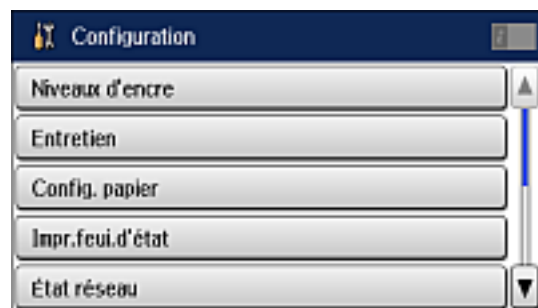 Configuration
Niveaux d'encre
Entretien
Config. papier
Impr.feui.d'état
État réseau